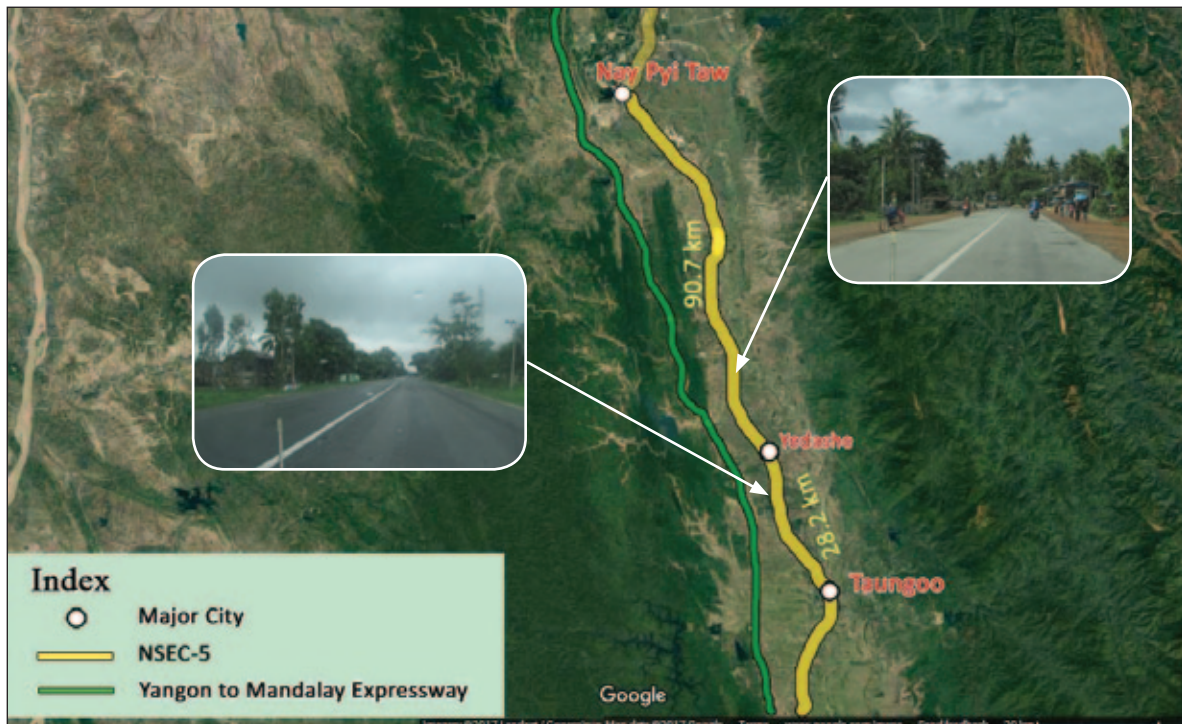 Nay Pyi Taw
90.7 km
Yedashe
28.2 km
Taungoo
Index
Major City
NSEC-5
Yangon to Mandalay Expressway
Google